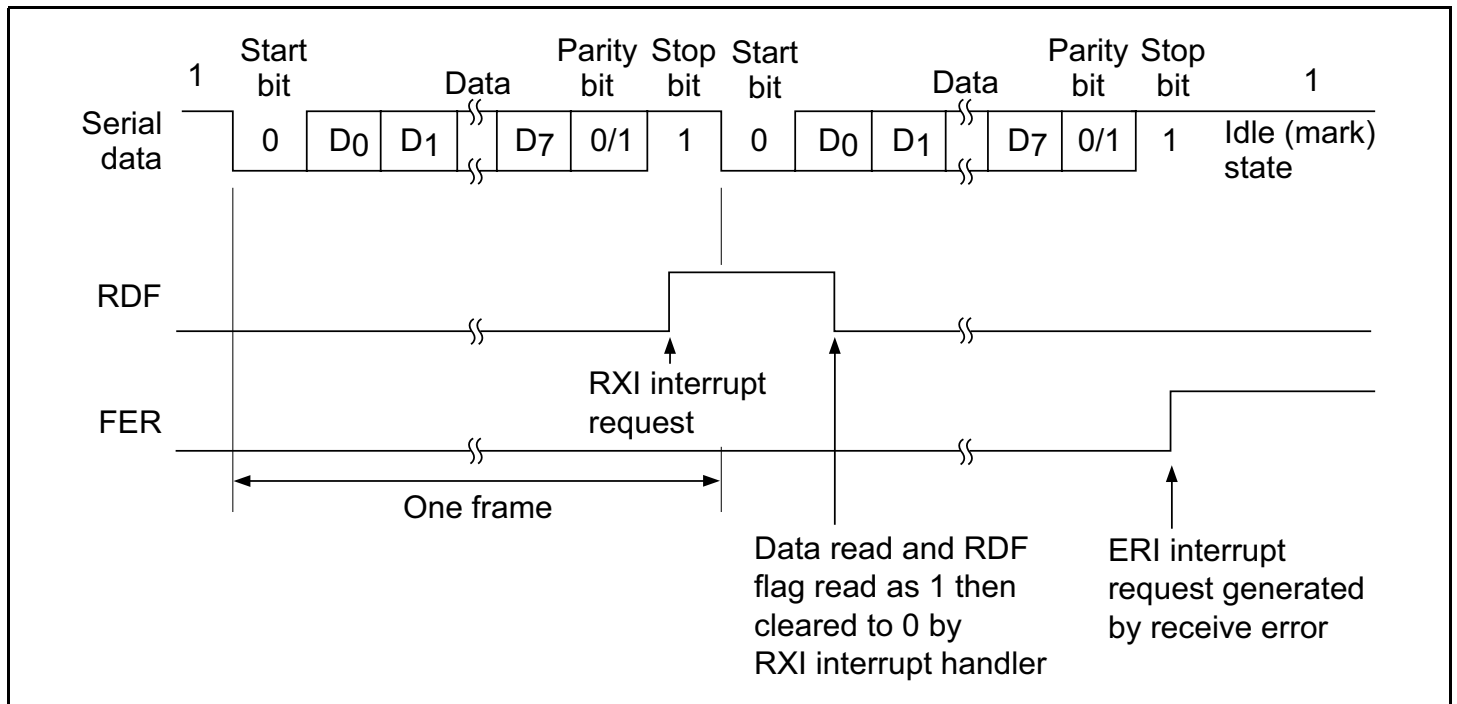 1
Start
bit
Data
Parity
bit
Stop
bit
Start
bit
Data
Parity
bit
Stop
bit
1
Serial
data
0 D0 D1 D7 0/1 1 0 D0 D1 D7 0/1 1
Idle (mark)
state
RDF
RXI interrupt
request
FER
One frame
Data read and RDF
flag read as 1 then
cleared to 0 by
RXI interrupt handler
ERI interrupt
request generated
by receive error